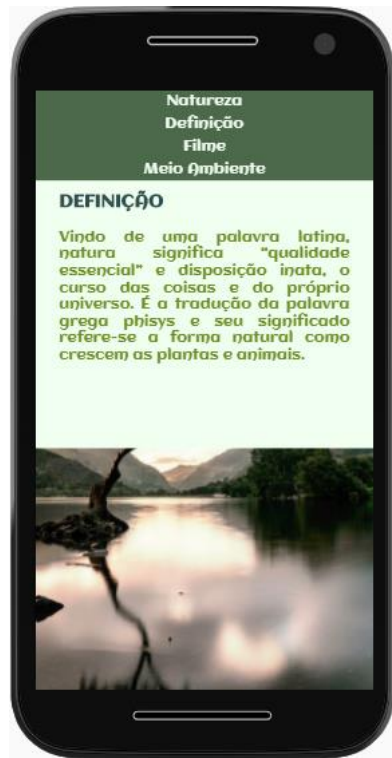 Natureza
Definição
Filme
Meio Ambiente
DEFINIÇÃO
Vindo de uma palavra latina,
natura significa "qualidade
essencial" e disposição inata, o
curso das coisas e do próprio
universo. É a tradução da palavra
grega phisys e seu significado
refere-se a forma natural como
crescem as plantas e animais.